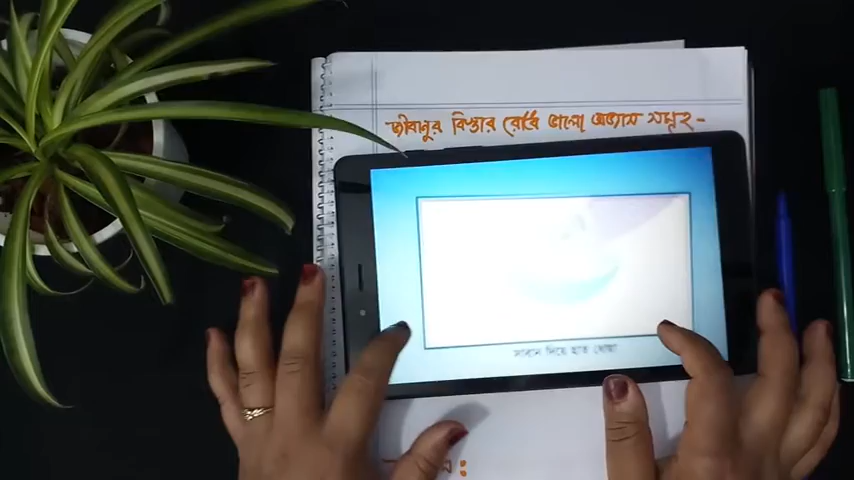 জীবানুর বিস্তার রোধে ভালো অভ্যাস সমূহ-
সাবান দিয়ে হাত ধোয়া
: